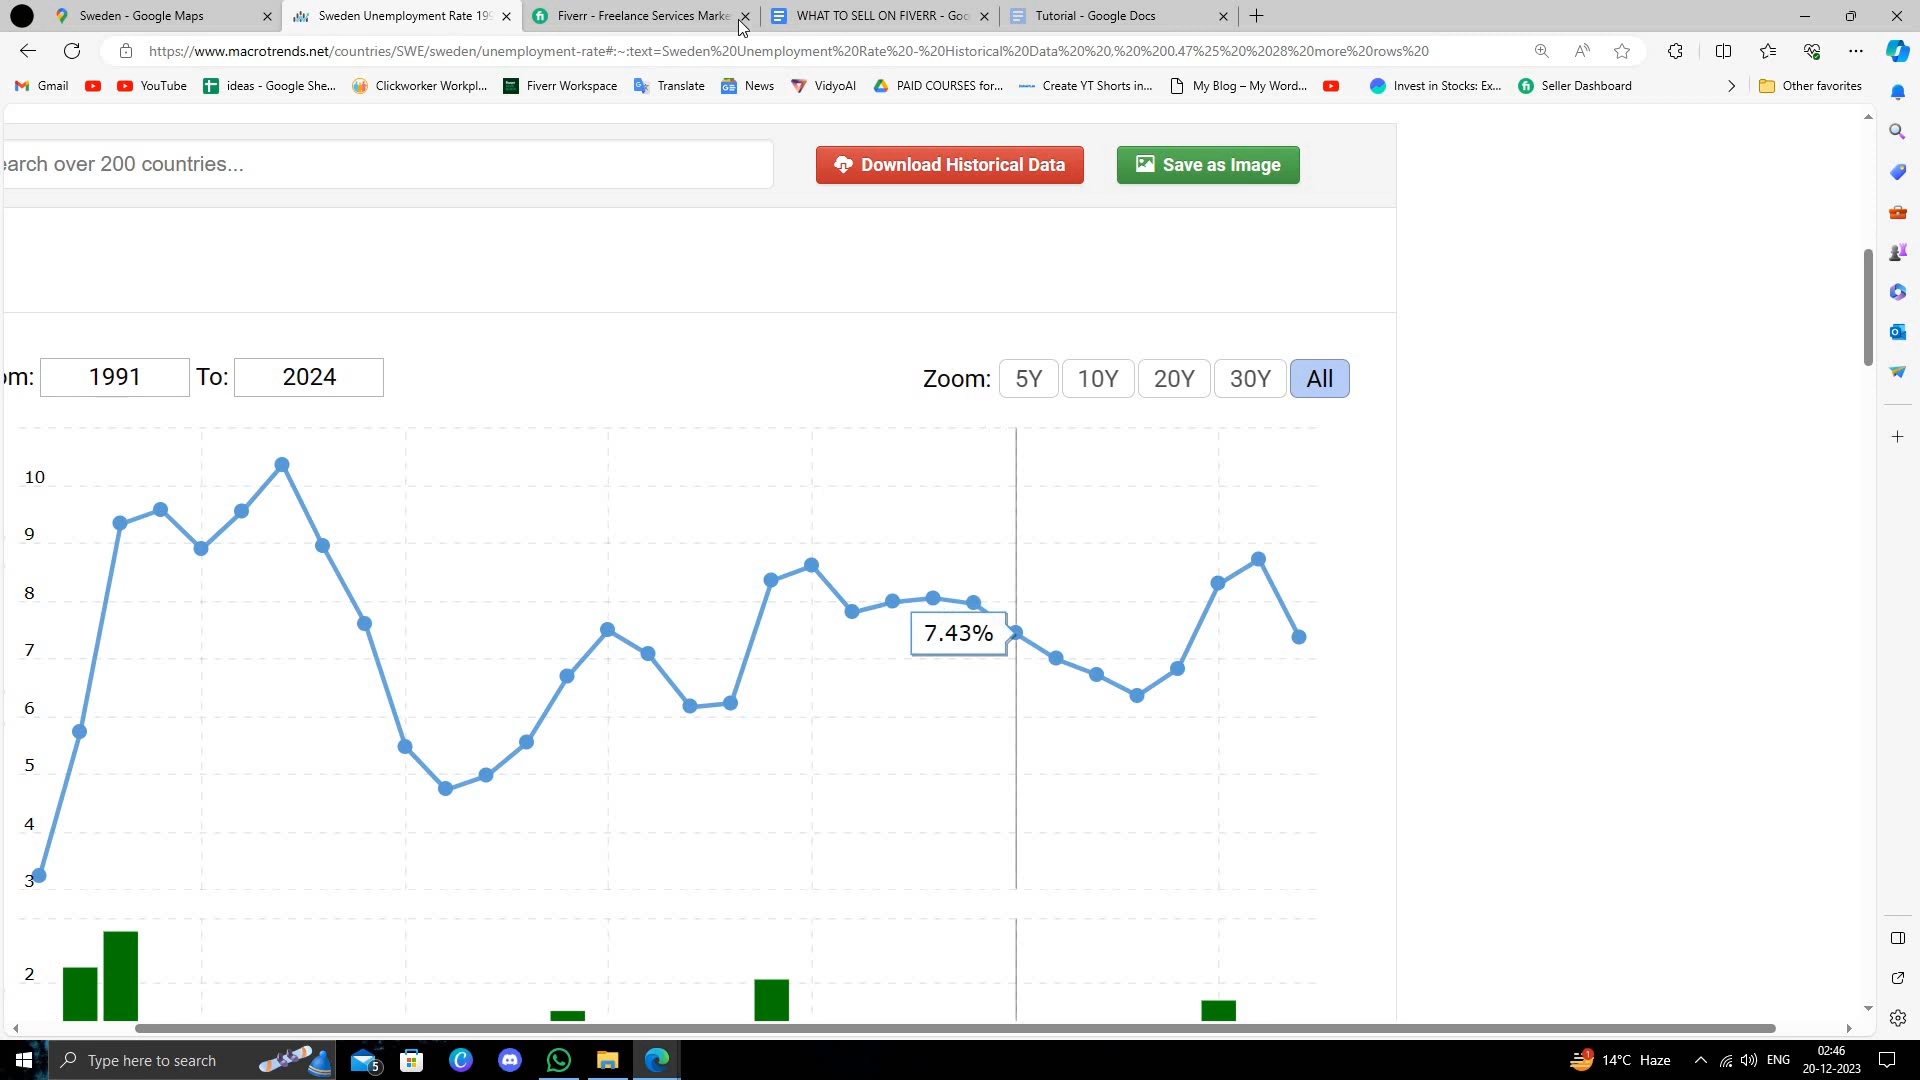 Sweden - Google Maps
Sweden Unemployment Rate 199
Fiverr - Freelance Services Marke
WHAT TO SELL ON FIVERR - Goo
Tutorial - Google Docs
https://www.macrotrends.net/countries/SWE/sweden/unemployment-rate#:~:text=Sweden%20Unemployment%20Rate%20-%20Historical%20Data%20%20,%20%200.47%25%20%2028%20more%20rows%20
Gmail
YouTube
ideas - Google She...
Clickworker Workpl...
Fiverr Workspace
Translate
News
VidyoAI
PAID COURSES for...
Create YT Shorts in...
My Blog – My Word...
Invest in Stocks: Ex...
Seller Dashboard
Other favorites
earch over 200 countries...
Download Historical Data
Save as Image
om: 1991 To: 2024
Zoom: 5Y 10Y 20Y 30Y All
10
9
8
7.43%
7
6
5
4
3
2
Type here to search
5
1
14°C Haze
ENG
02:46
20-12-2023